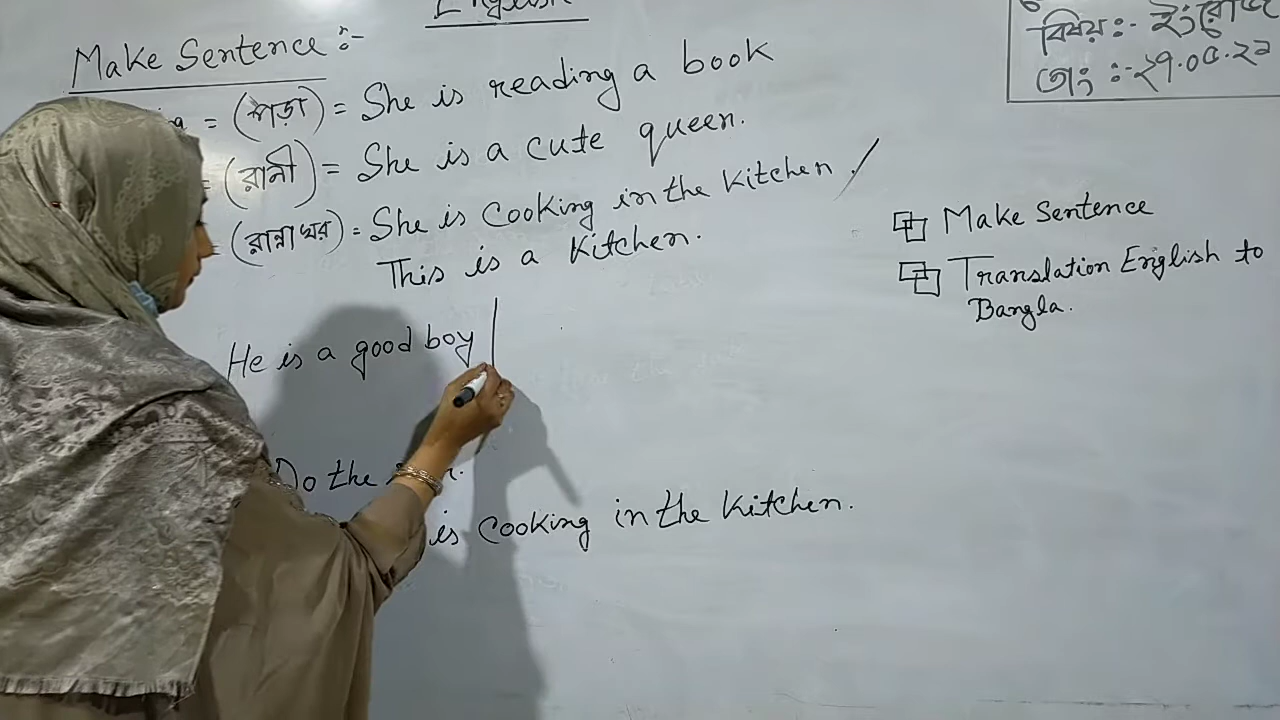 English
Make Sentence :-
= (পড়া) = She is reading a book
= (রানী) = She is a cute queen.
(রান্নাঘর) = She is Cooking in the Kitchen. /
This is a Kitchen.
He is a good boy |
Do the
is Cooking in the Kitchen.
বিষয়ঃ- ইংরেজি
তাং :- ২৭.০৫.২১
Make Sentence
Translation English to
Bangla.